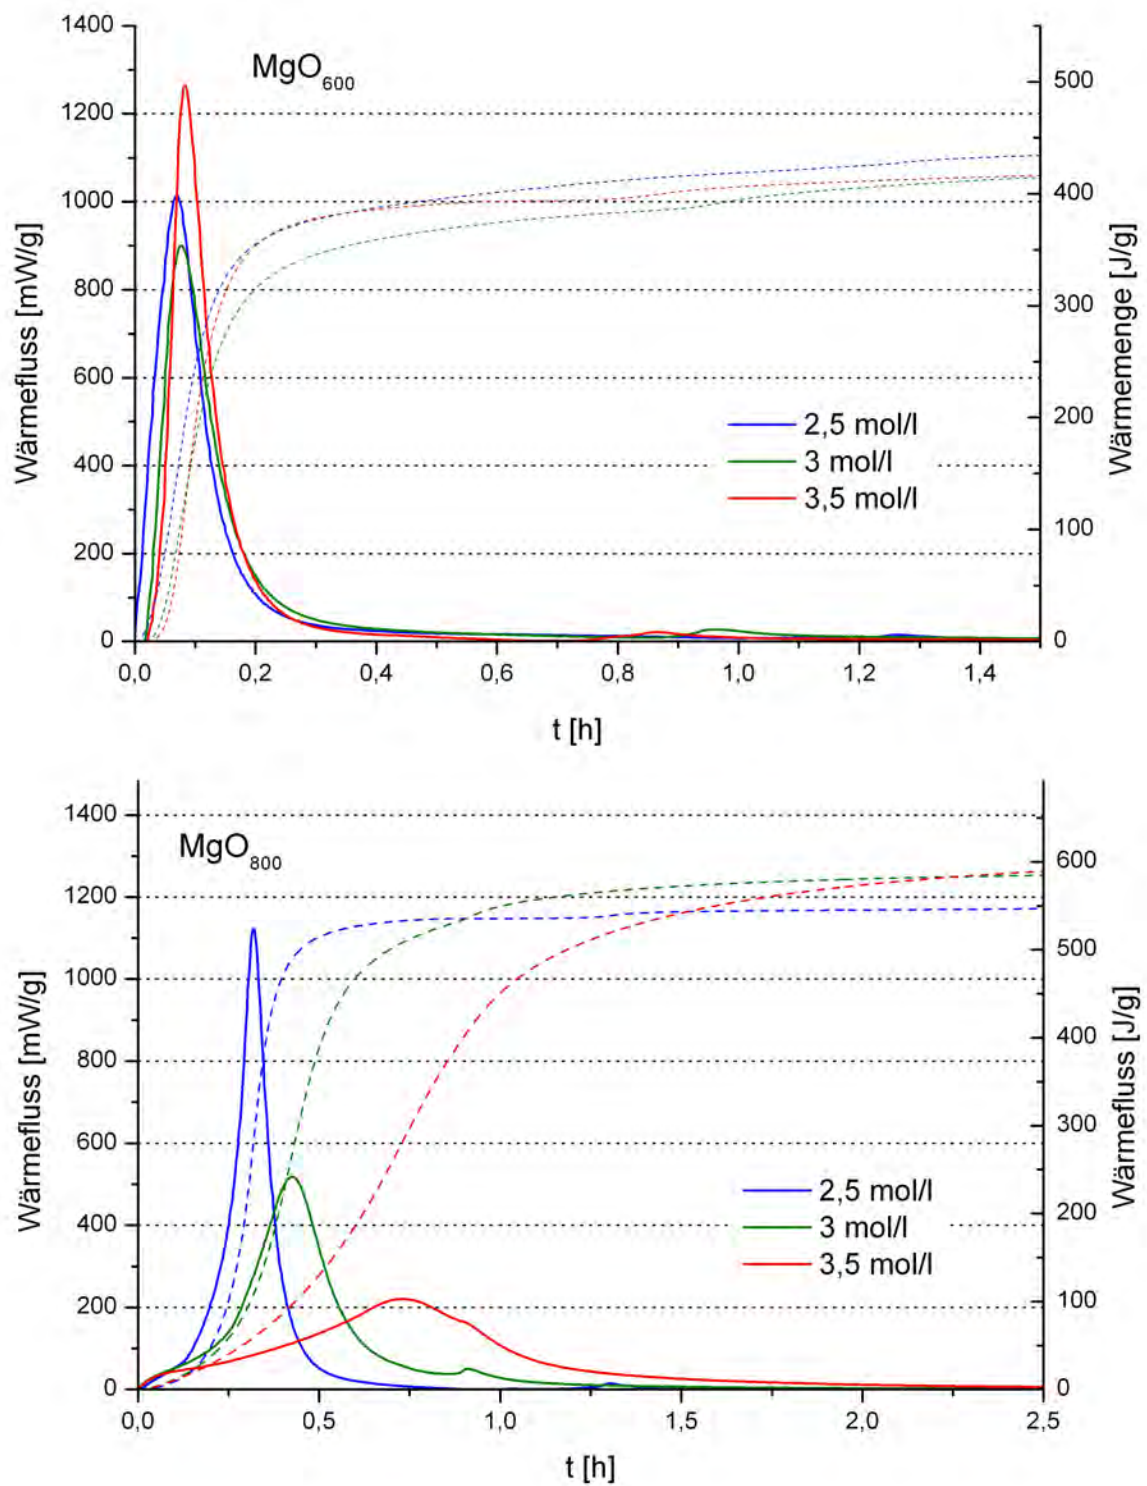 MgO600
1400
1200
1000
800
600
400
200
0
Wärmefluss [mW/g]
500
400
300
200
100
0
Wärmemenge [J/g]
2,5 mol/l
3 mol/l
3,5 mol/l
0,0 0,2 0,4 0,6 0,8 1,0 1,2 1,4
t [h]
MgO800
1400
1200
1000
800
600
400
200
0
Wärmefluss [mW/g]
600
500
400
300
200
100
0
Wärmefluss [J/g]
2,5 mol/l
3 mol/l
3,5 mol/l
0,0 0,5 1,0 1,5 2,0 2,5
t [h]